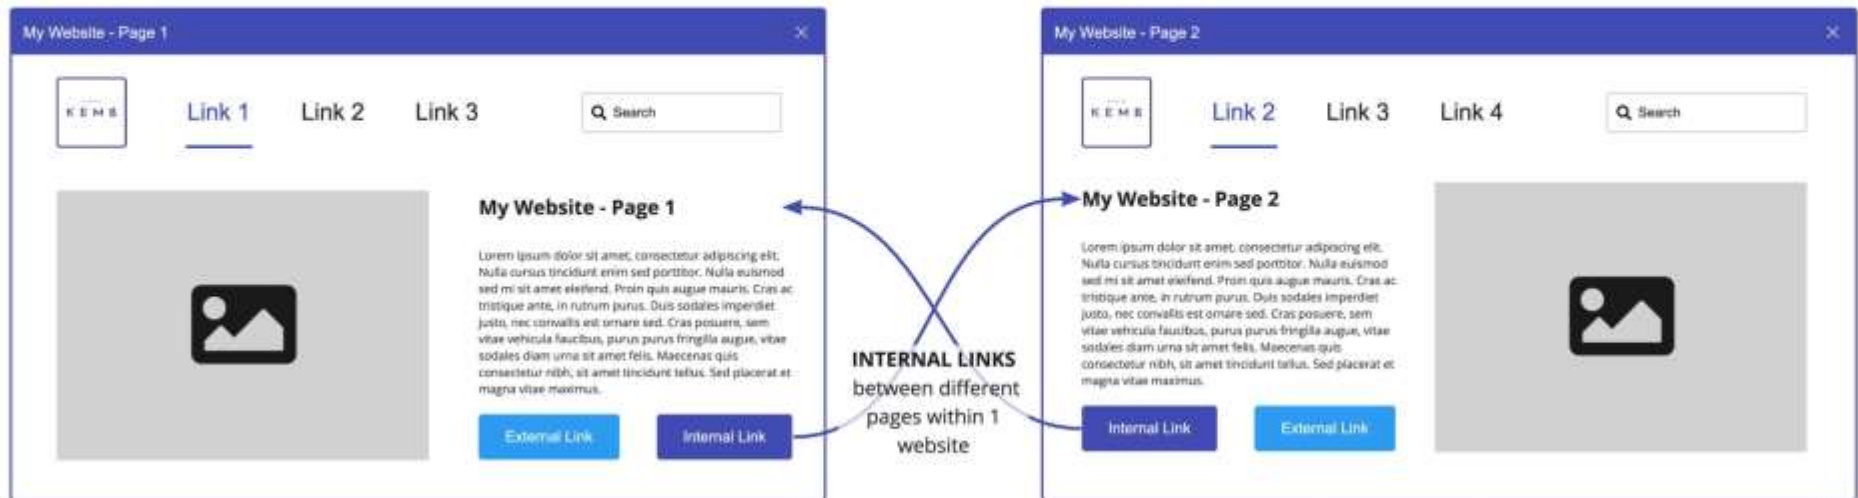 My Website - Page 1
KEMB
Link 1 Link 2 Link 3
Search
My Website - Page 1
Lorem ipsum dolor sit amet, consectetur adipiscing elit.
Nulla cursus tincidunt enim sed porttitor. Nulla euismod
sed mi sit amet eleifend. Proin quis augue mauris. Cras ac
tristique ante, in rutrum purus. Duis sodales imperdiet
justo, nec convallis est ornare sed. Cras posuere, sem
vitae vehicula faucibus, purus purus fringilla augue, vitae
sodales diam urna sit amet felis. Maecenas quis
consectetur nibh, sit amet tincidunt tellus. Sed placerat et
magna vitae maximus.
External Link
Internal Link
INTERNAL LINKS
between different
pages within 1
website
My Website - Page 2
KEMB
Link 2 Link 3 Link 4
Search
My Website - Page 2
Lorem ipsum dolor sit amet, consectetur adipiscing elit.
Nulla cursus tincidunt enim sed porttitor. Nulla euismod
sed mi sit amet eleifend. Proin quis augue mauris. Cras ac
tristique ante, in rutrum purus. Duis sodales imperdiet
justo, nec convallis est ornare sed. Cras posuere, sem
vitae vehicula faucibus, purus purus fringilla augue, vitae
sodales diam urna sit amet felis. Maecenas quis
consectetur nibh, sit amet tincidunt tellus. Sed placerat et
magna vitae maximus.
Internal Link
External Link